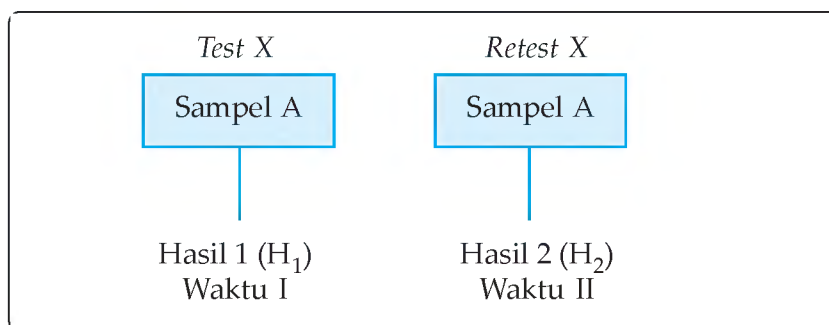 Test X Retest X
Sampel A Sampel A
Hasil 1 (H₁) Hasil 2 (H₂)
Waktu I Waktu II